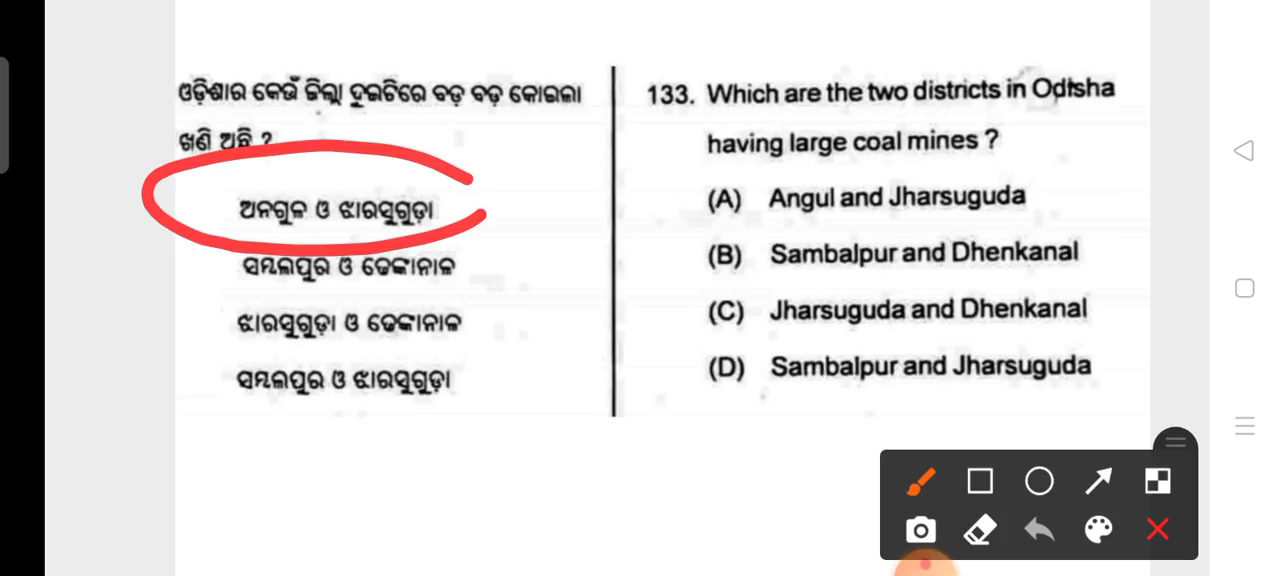 ଓଡ଼ିଶାର କେଉଁ ଜିଲ୍ଲା ଦୁଇଟିରେ ବଡ଼ ବଡ଼ କୋଇଲା
ଖଣି ଅଛି ?
ଅନଗୁଳ ଓ ଝାରସୁଗୁଡ଼ା
ସମ୍ବଲପୁର ଓ ଢେଙ୍କାନାଳ
ଝାରସୁଗୁଡ଼ା ଓ ଢେଙ୍କାନାଳ
ସମ୍ବଲପୁର ଓ ଝାରସୁଗୁଡ଼ା
133. Which are the two districts in Odisha
having large coal mines ?
(A) Angul and Jharsuguda
(B) Sambalpur and Dhenkanal
(C) Jharsuguda and Dhenkanal
(D) Sambalpur and Jharsuguda